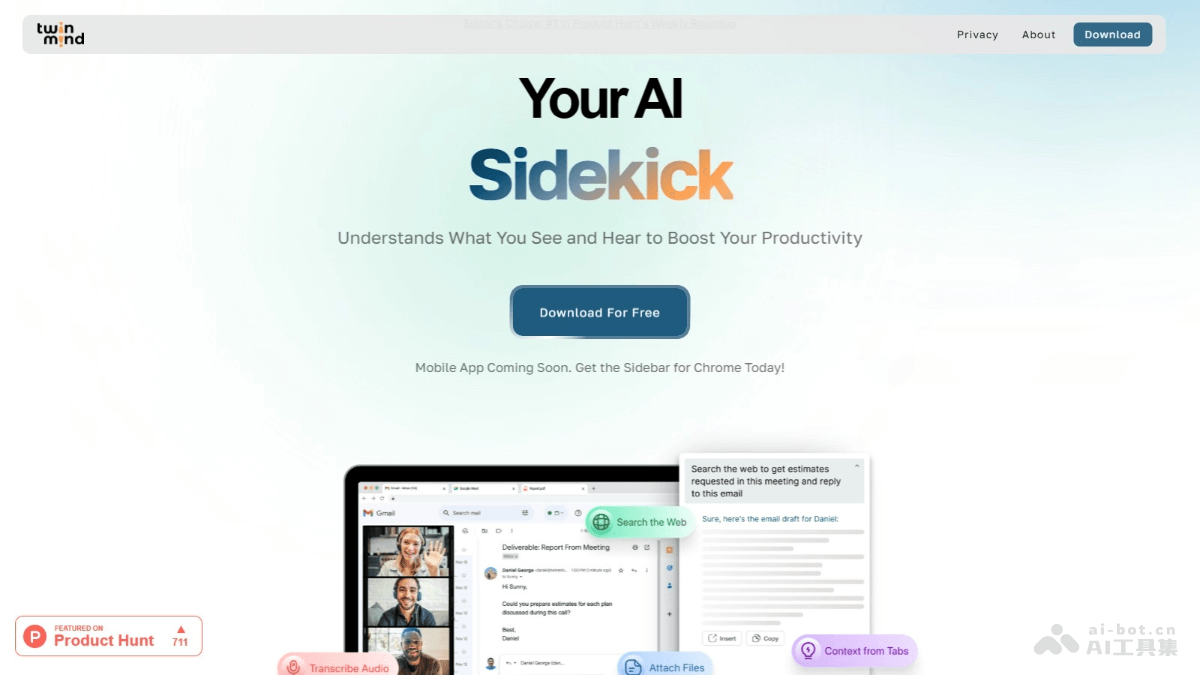 twin
mind
Privacy
About
Download
Your AI
Sidekick
Understands What You See and Hear to Boost Your Productivity
Download For Free
Mobile App Coming Soon. Get the Sidebar for Chrome Today!
Search the web to get estimates
requested in this meeting and reply
to this email
Sure, here's the email draft for Daniel:
Gmail
Search mail
Search the Web
Deliverable: Report From Meeting
Daniel George
Hi Sunny,
Could you prepare estimates for each plan
discussed during this call?
Best,
Daniel
Insert
Copy
Transcribe Audio
Attach Files
Context from Tabs
FEATURED ON
Product Hunt
711
ai-bot.cn
AI工具集